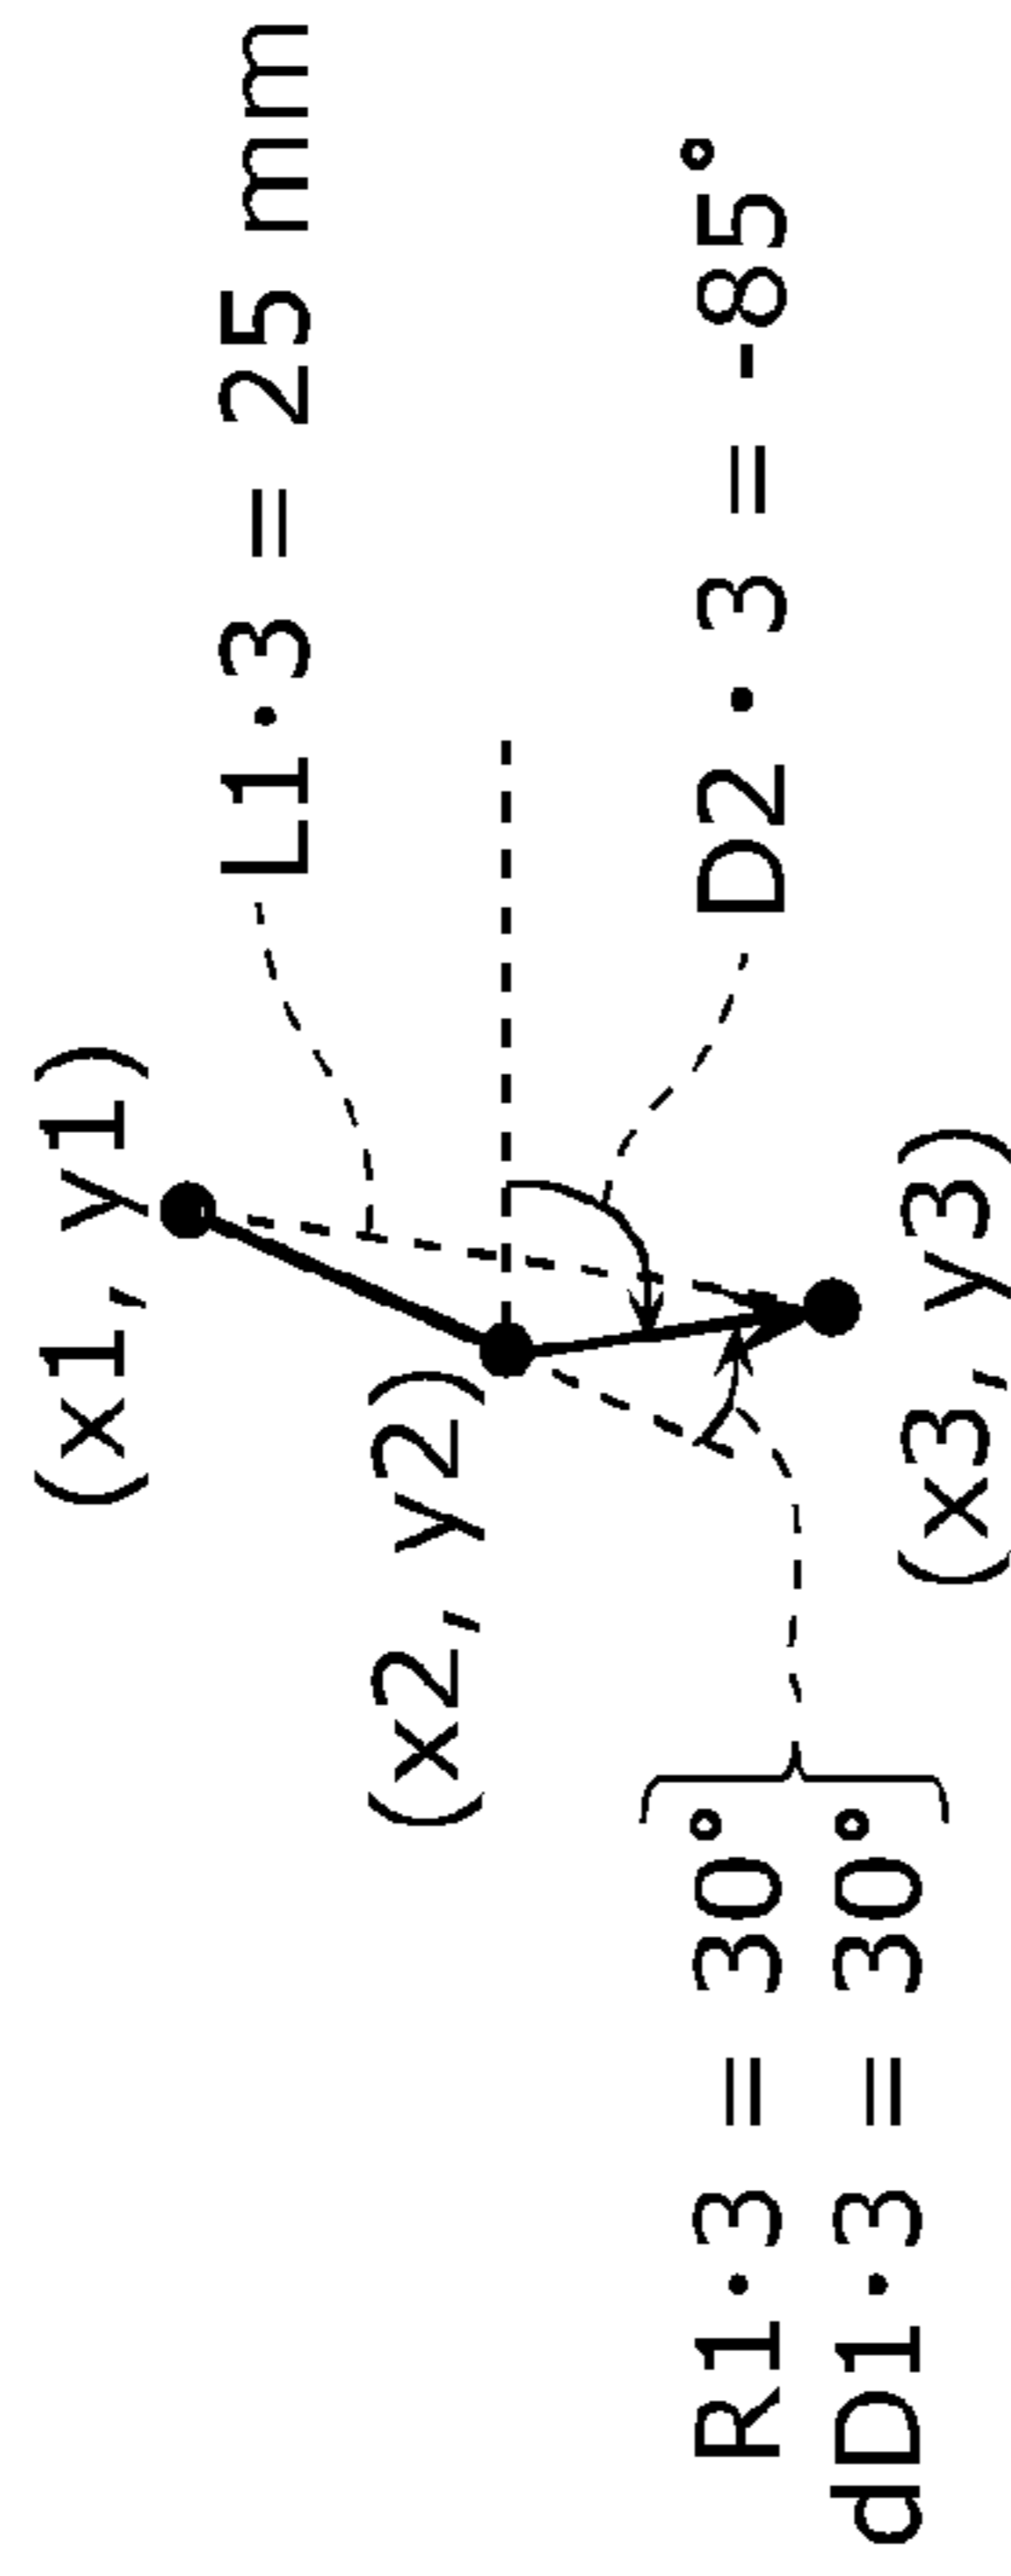 (x1, y1)
L1·3 = 25 mm
(x2, y2)
D2·3 = -85°
R1·3 = 30°
dD1·3 = 30°
(x3, y3)